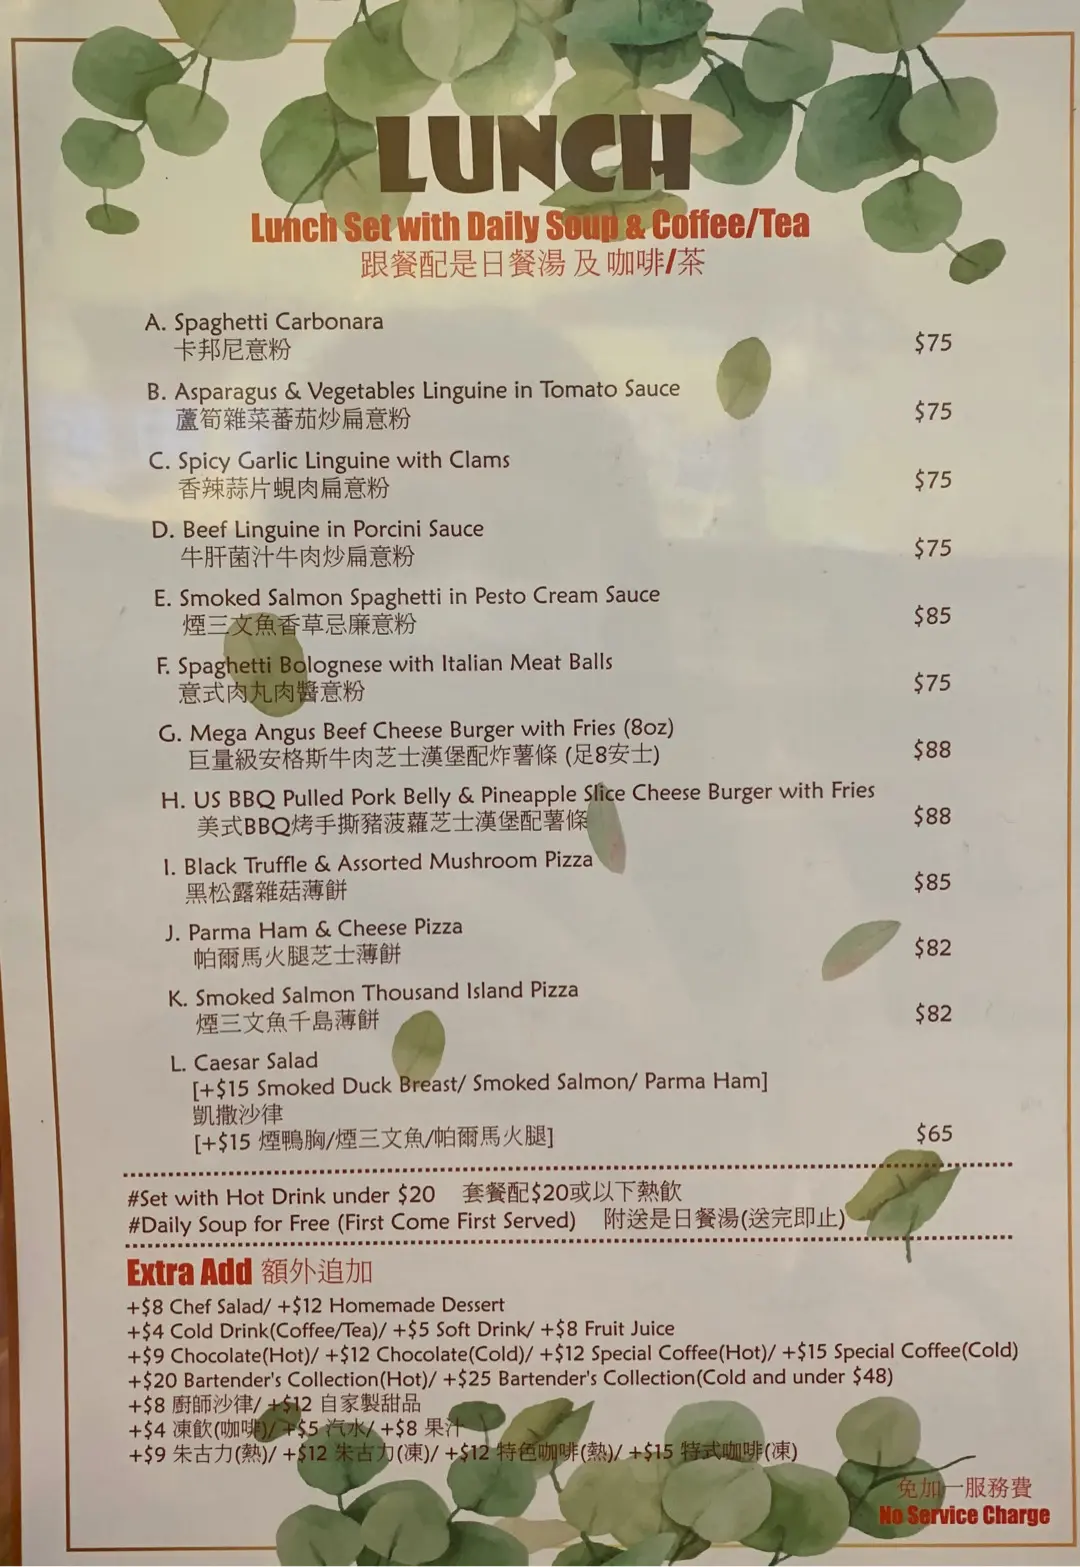 LUNCH
Lunch Set with Daily Soup & Coffee/Tea
跟餐配是日餐湯 及 咖啡/茶
A. Spaghetti Carbonara
卡邦尼意粉
$75
B. Asparagus & Vegetables Linguine in Tomato Sauce
蘆筍雜菜蕃茄炒扁意粉
$75
C. Spicy Garlic Linguine with Clams
香辣蒜片蜆肉扁意粉
$75
D. Beef Linguine in Porcini Sauce
牛肝菌汁牛肉炒扁意粉
$75
E. Smoked Salmon Spaghetti in Pesto Cream Sauce
煙三文魚香草忌廉意粉
$85
F. Spaghetti Bolognese with Italian Meat Balls
意式肉丸肉醬意粉
$75
G. Mega Angus Beef Cheese Burger with Fries (8oz)
巨量級安格斯牛肉芝士漢堡配炸薯條 (足8安士)
$88
H. US BBQ Pulled Pork Belly & Pineapple Slice Cheese Burger with Fries
美式BBQ烤手撕豬菠蘿芝士漢堡配薯條
$88
I. Black Truffle & Assorted Mushroom Pizza
黑松露雜菇薄餅
$85
J. Parma Ham & Cheese Pizza
帕爾馬火腿芝士薄餅
$82
K. Smoked Salmon Thousand Island Pizza
煙三文魚千島薄餅
$82
L. Caesar Salad
[+$15 Smoked Duck Breast/ Smoked Salmon/ Parma Ham]
凱撒沙律
[+$15 煙鴨胸/煙三文魚/帕爾馬火腿]
$65
#Set with Hot Drink under $20 套餐配$20或以下熱飲
#Daily Soup for Free (First Come First Served) 附送是日餐湯(送完即止)
Extra Add 額外追加
+$8 Chef Salad/ +$12 Homemade Dessert
+$4 Cold Drink(Coffee/Tea)/ +$5 Soft Drink/ +$8 Fruit Juice
+$9 Chocolate(Hot)/ +$12 Chocolate(Cold)/ +$12 Special Coffee(Hot)/ +$15 Special Coffee(Cold)
+$20 Bartender's Collection(Hot)/ +$25 Bartender's Collection(Cold and under $48)
+$8 廚師沙律/ +$12 自家製甜品
+$4 凍飲(咖啡)/ +$5 汽水/ +$8 果汁
+$9 朱古力(熱)/ +$12 朱古力(凍)/ +$12 特色咖啡(熱)/ +$15 特式咖啡(凍)
免加一服務費
No Service Charge